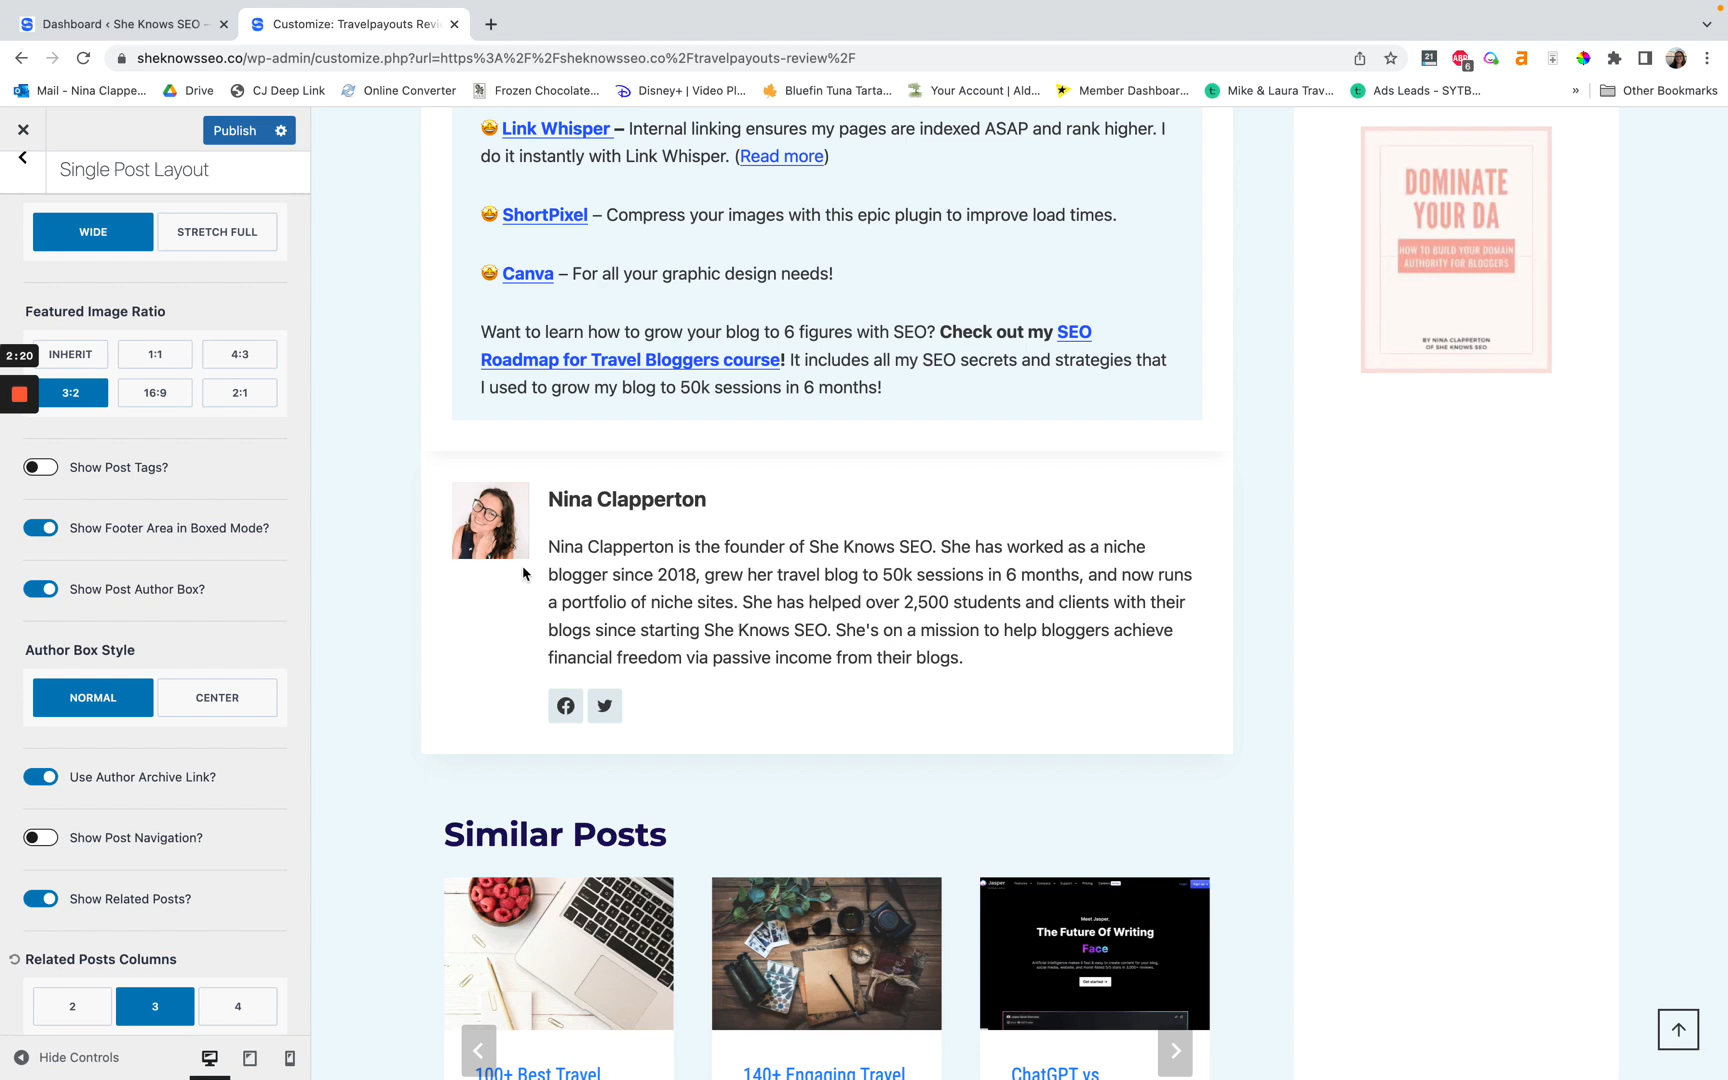 Dashboard ‹ She Knows SEO –
Customize: Travelpayouts Revi
sheknowsseo.co/wp-admin/customize.php?url=https%3A%2F%2Fsheknowsseo.co%2Ftravelpayouts-review%2F
21
ABP
6
Mail - Nina Clappe...
Drive
CJ Deep Link
Online Converter
Frozen Chocolate...
Disney+ | Video Pl...
Bluefin Tuna Tarta...
Your Account | Ald...
Member Dashboar...
Mike & Laura Trav...
Ads Leads - SYTB...
»
Other Bookmarks
Publish
Single Post Layout
WIDE
STRETCH FULL
Featured Image Ratio
2:20
INHERIT
1:1
4:3
3:2
16:9
2:1
Show Post Tags?
Show Footer Area in Boxed Mode?
Show Post Author Box?
Author Box Style
NORMAL
CENTER
Use Author Archive Link?
Show Post Navigation?
Show Related Posts?
Related Posts Columns
2
3
4
Hide Controls
Link Whisper – Internal linking ensures my pages are indexed ASAP and rank higher. I
do it instantly with Link Whisper. (Read more)
ShortPixel – Compress your images with this epic plugin to improve load times.
Canva – For all your graphic design needs!
Want to learn how to grow your blog to 6 figures with SEO? Check out my SEO
Roadmap for Travel Bloggers course! It includes all my SEO secrets and strategies that
I used to grow my blog to 50k sessions in 6 months!
Nina Clapperton
Nina Clapperton is the founder of She Knows SEO. She has worked as a niche
blogger since 2018, grew her travel blog to 50k sessions in 6 months, and now runs
a portfolio of niche sites. She has helped over 2,500 students and clients with their
blogs since starting She Knows SEO. She's on a mission to help bloggers achieve
financial freedom via passive income from their blogs.
Similar Posts
Jasper
Meet Jasper,
The Future Of Writing
Face
Get started
100+ Best Travel
140+ Engaging Travel
ChatGPT vs
DOMINATE
YOUR DA
HOW TO BUILD YOUR DOMAIN
AUTHORITY FOR BLOGGERS
BY NINA CLAPPERTON
OF SHE KNOWS SEO